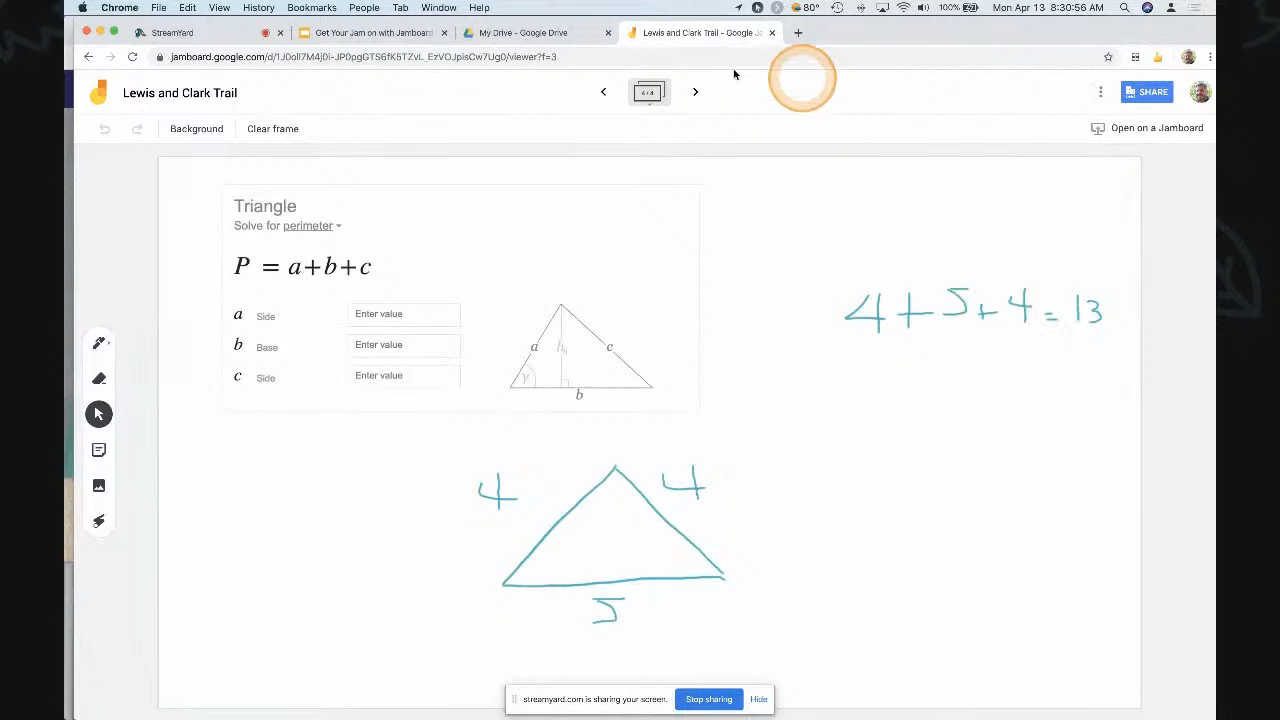 Chrome File Edit View History Bookmarks People Tab Window Help 80° 100% Mon Apr 13 8:30:56 AM
StreamYard Get Your Jam on with Jamboard My Drive - Google Drive Lewis and Clark Trail - Google Ja
Lewis and Clark Trail 4 / 4 SHARE
Background Clear frame Open on a Jamboard
Triangle
Solve for perimeter
P = a+b+c
a Side Enter value
b Base Enter value
c Side Enter value
a h c
γ
b
4 + 5 + 4 = 13
4 4
5
streamyard.com is sharing your screen. Stop sharing Hide